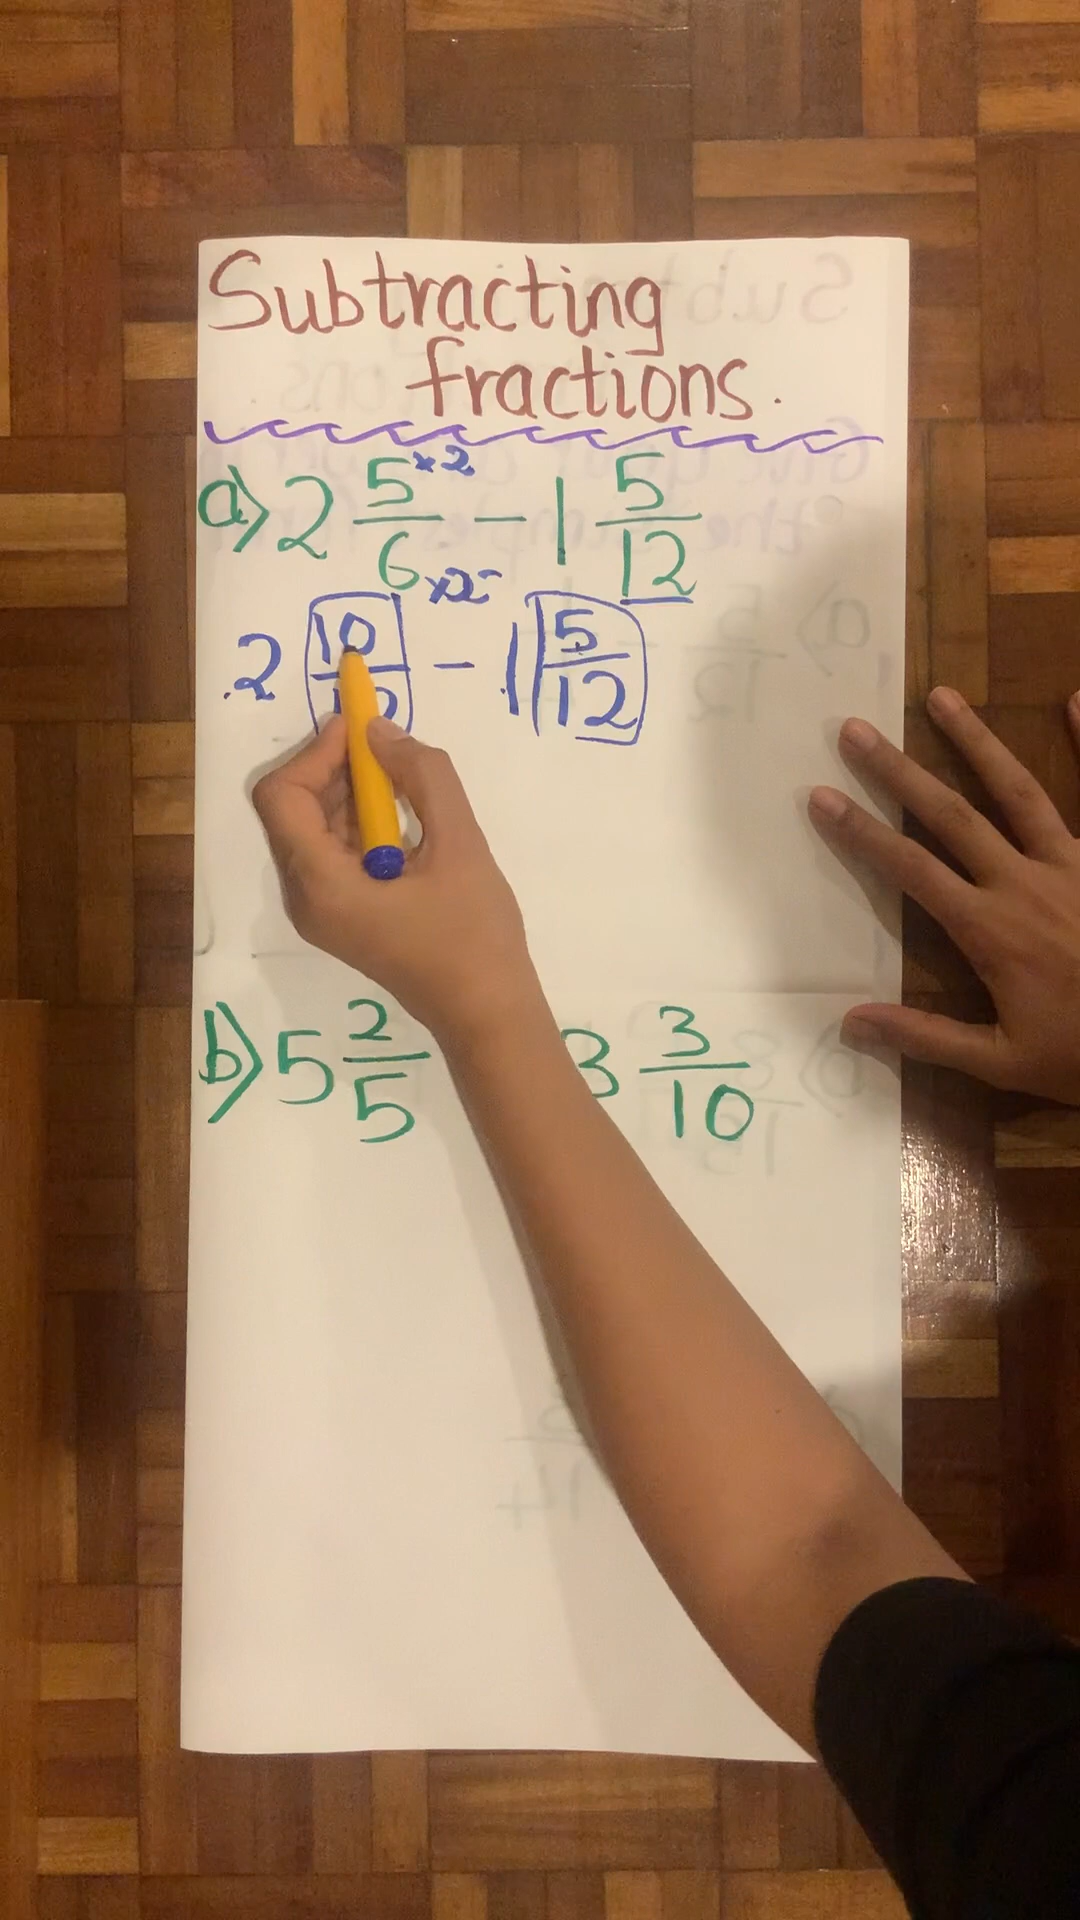 Subtracting
fractions.
a) 2 5/6 - 1 5/12
×2
×2
2 10/12 - 1 5/12
b) 5 2/5 3 3/10